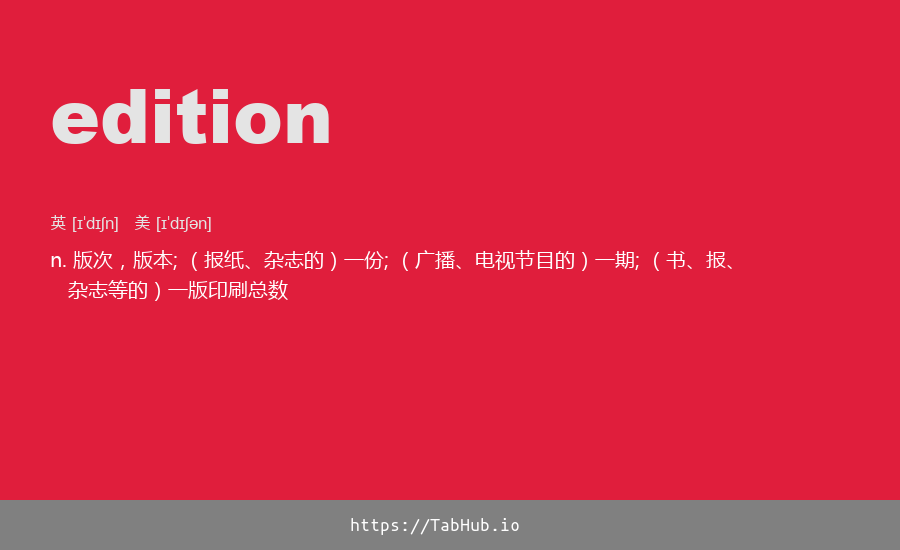 edition
英 [ɪˈdɪʃn] 美 [ɪˈdɪʃən]
n. 版次，版本; （报纸、杂志的）一份; （广播、电视节目的）一期; （书、报、
杂志等的）一版印刷总数
https://TabHub.io